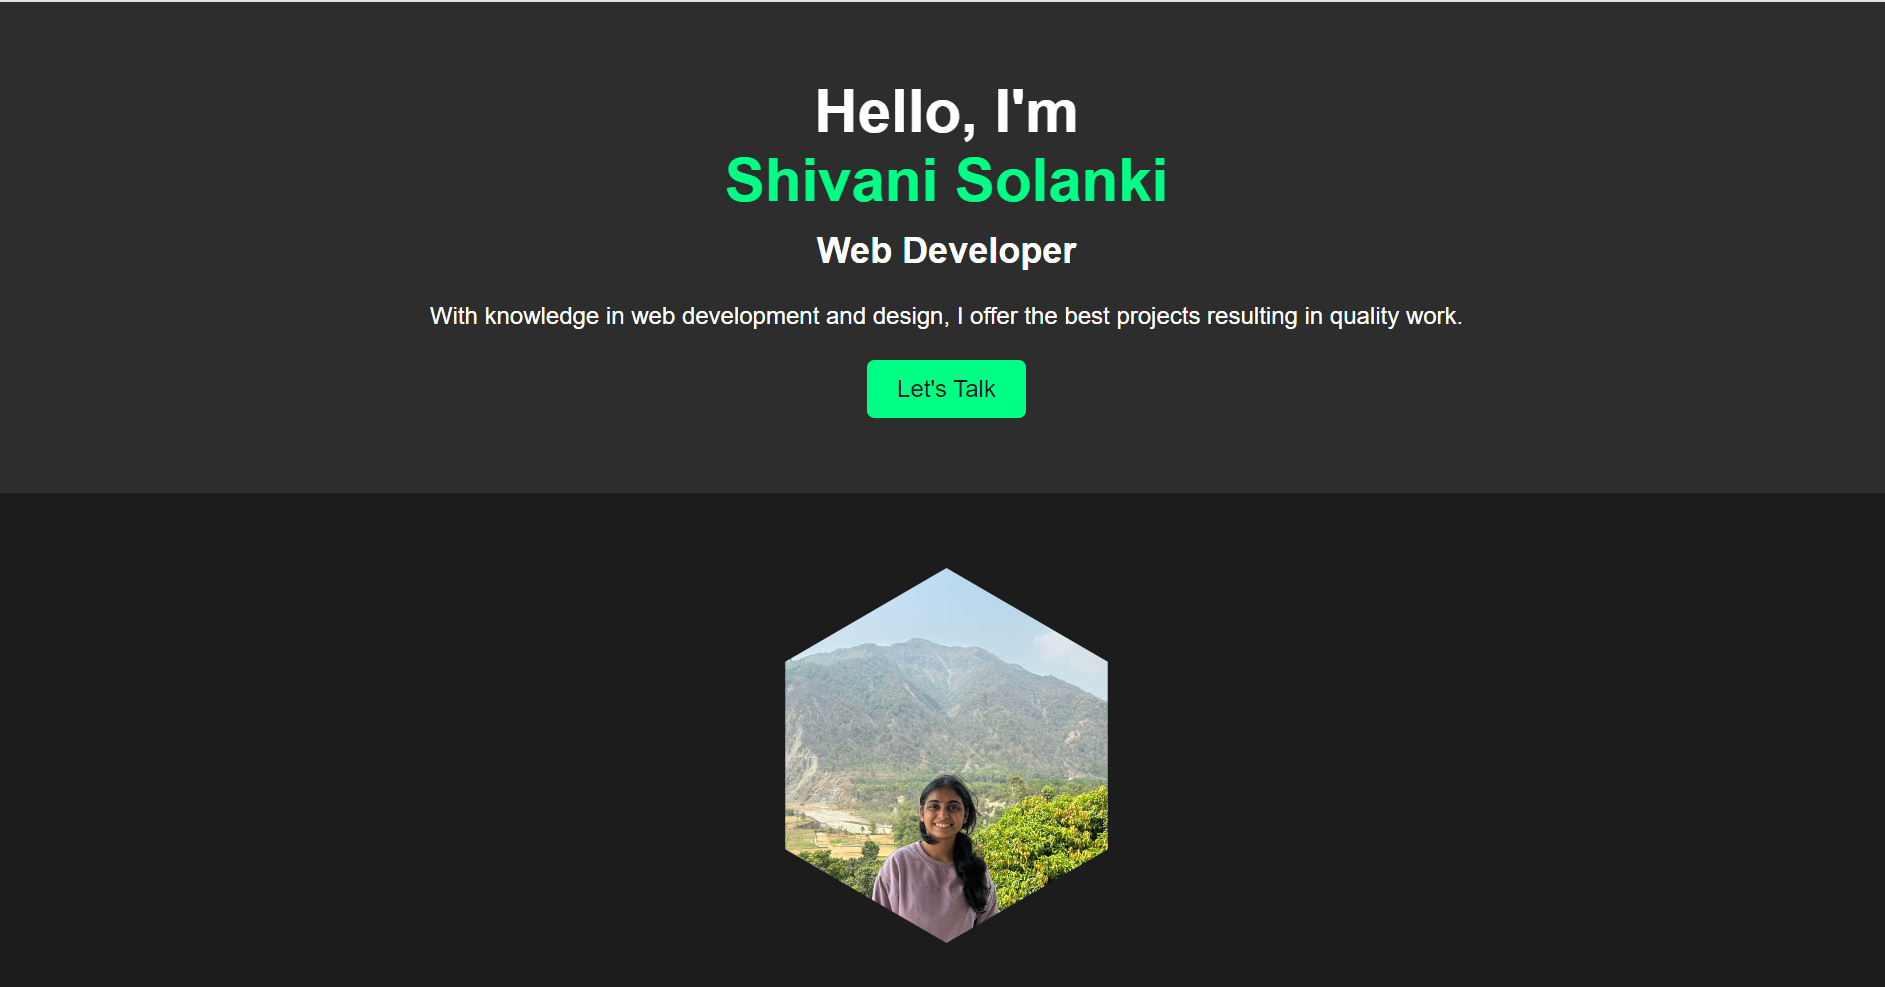 Hello, I'm
Shivani Solanki
Web Developer
With knowledge in web development and design, I offer the best projects resulting in quality work.
Let's Talk